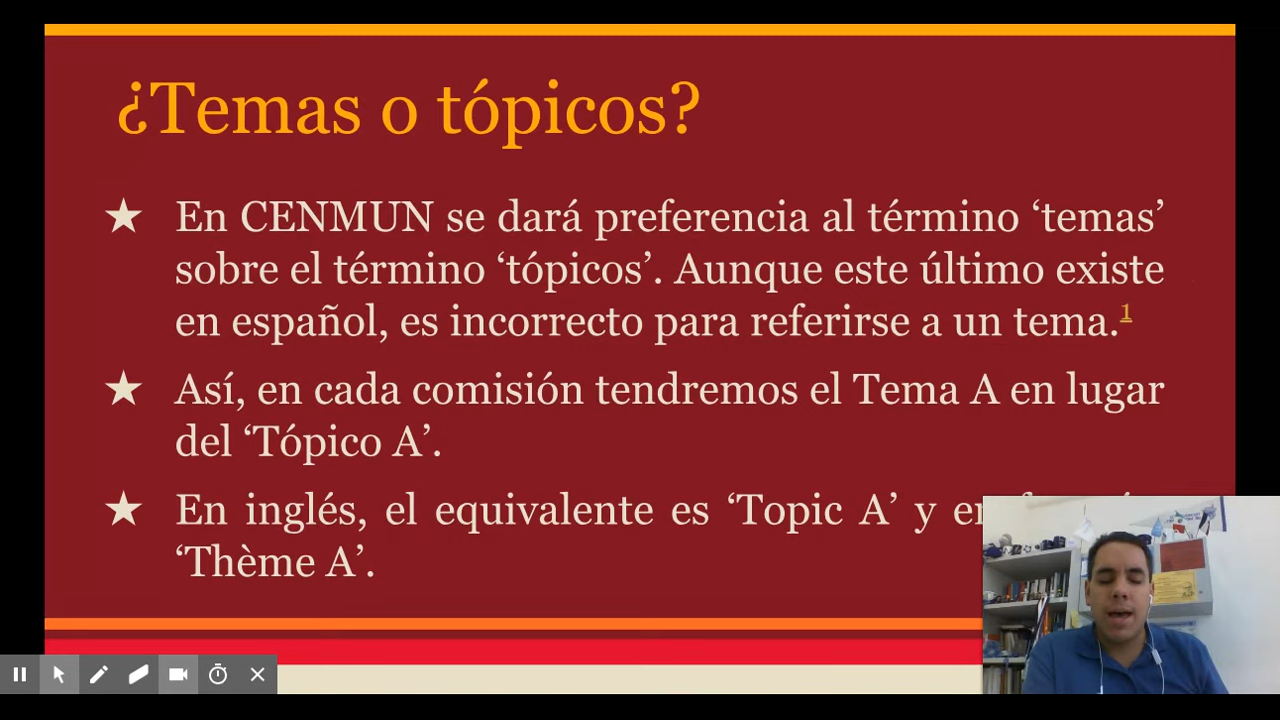 ¿Temas o tópicos?
★ En CENMUN se dará preferencia al término ‘temas’
sobre el término ‘tópicos’. Aunque este último existe
en español, es incorrecto para referirse a un tema.1
★ Así, en cada comisión tendremos el Tema A en lugar
del ‘Tópico A’.
★ En inglés, el equivalente es ‘Topic A’ y en
‘Thème A’.